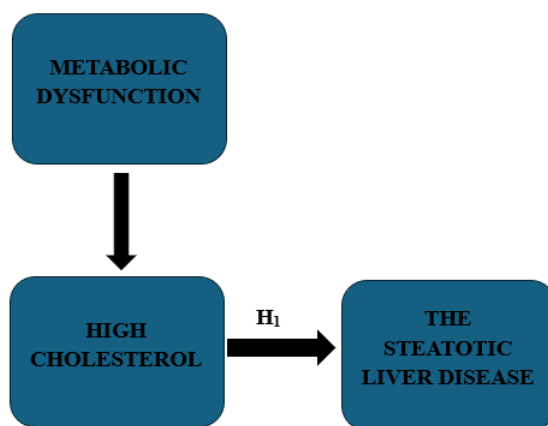 METABOLIC
DYSFUNCTION
HIGH
CHOLESTEROL
H₁
THE
STEATOTIC
LIVER DISEASE